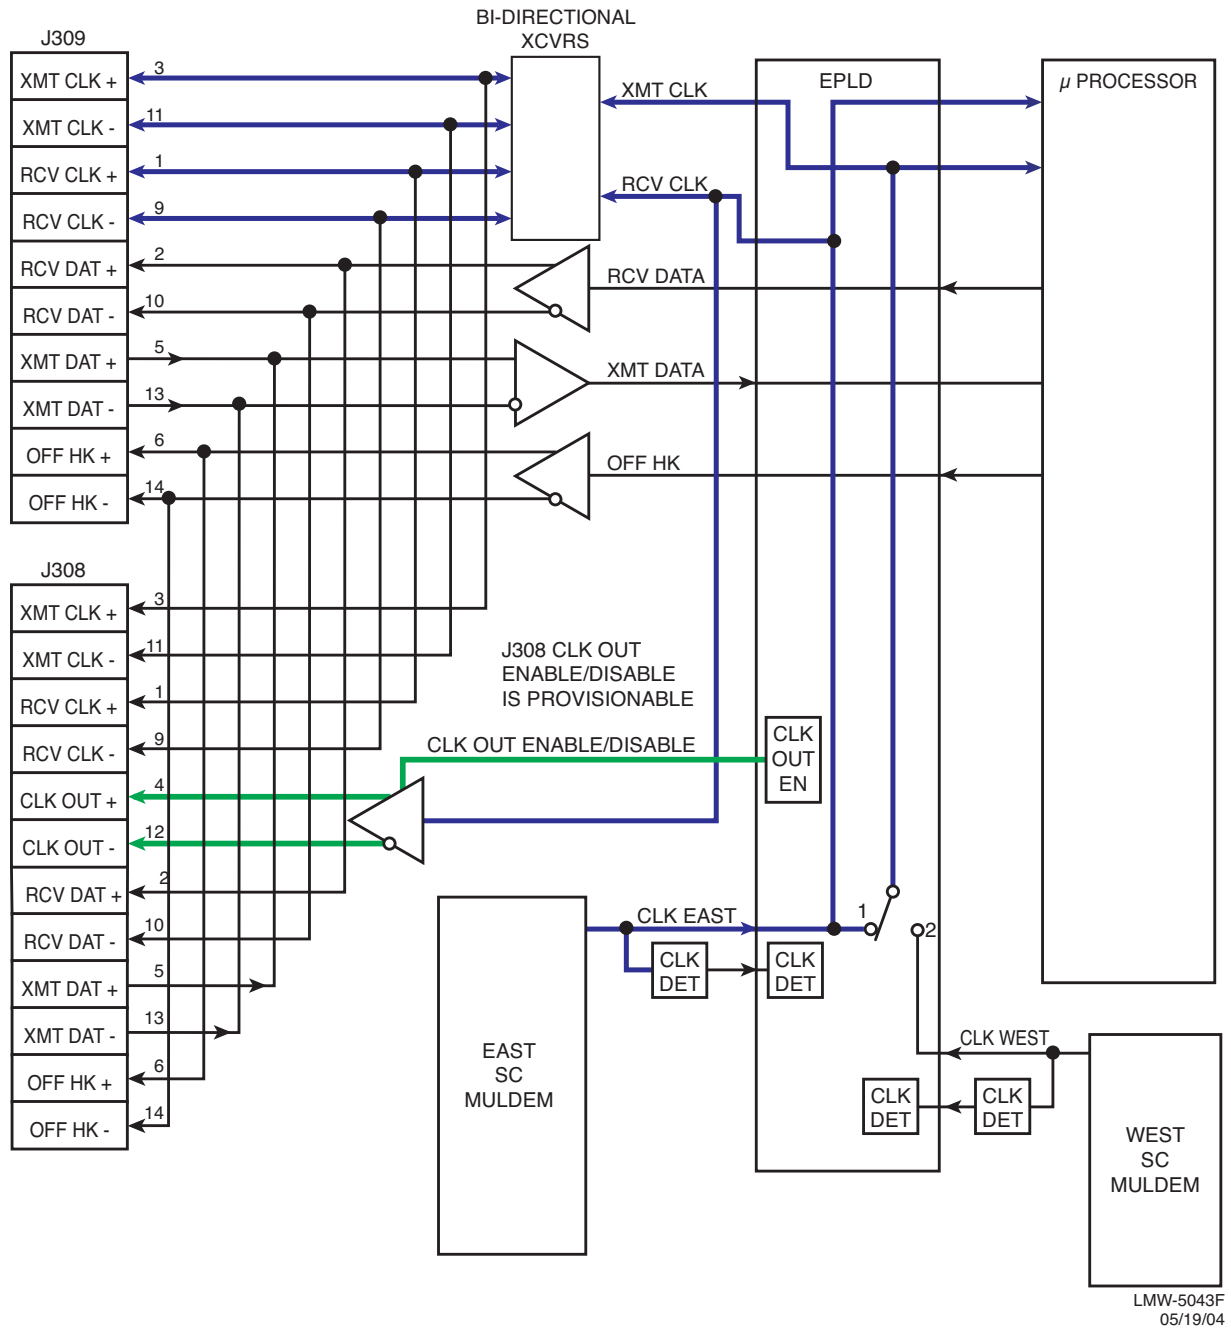 BI-DIRECTIONAL
XCVRS
J309
XMT CLK + 3
XMT CLK - 11
RCV CLK + 1
RCV CLK - 9
RCV DAT + 2
RCV DAT - 10
XMT DAT + 5
XMT DAT - 13
OFF HK + 6
OFF HK - 14
XMT CLK
RCV CLK
RCV DATA
XMT DATA
OFF HK
EPLD
μ PROCESSOR
J308
XMT CLK + 3
XMT CLK - 11
RCV CLK + 1
RCV CLK - 9
CLK OUT + 4
CLK OUT - 12
RCV DAT + 2
RCV DAT - 10
XMT DAT + 5
XMT DAT - 13
OFF HK + 6
OFF HK - 14
J308 CLK OUT
ENABLE/DISABLE
IS PROVISIONABLE
CLK OUT ENABLE/DISABLE
CLK
OUT
EN
CLK EAST
1
2
CLK
DET
CLK
DET
EAST
SC
MULDEM
CLK WEST
CLK
DET
CLK
DET
WEST
SC
MULDEM
LMW-5043F
05/19/04